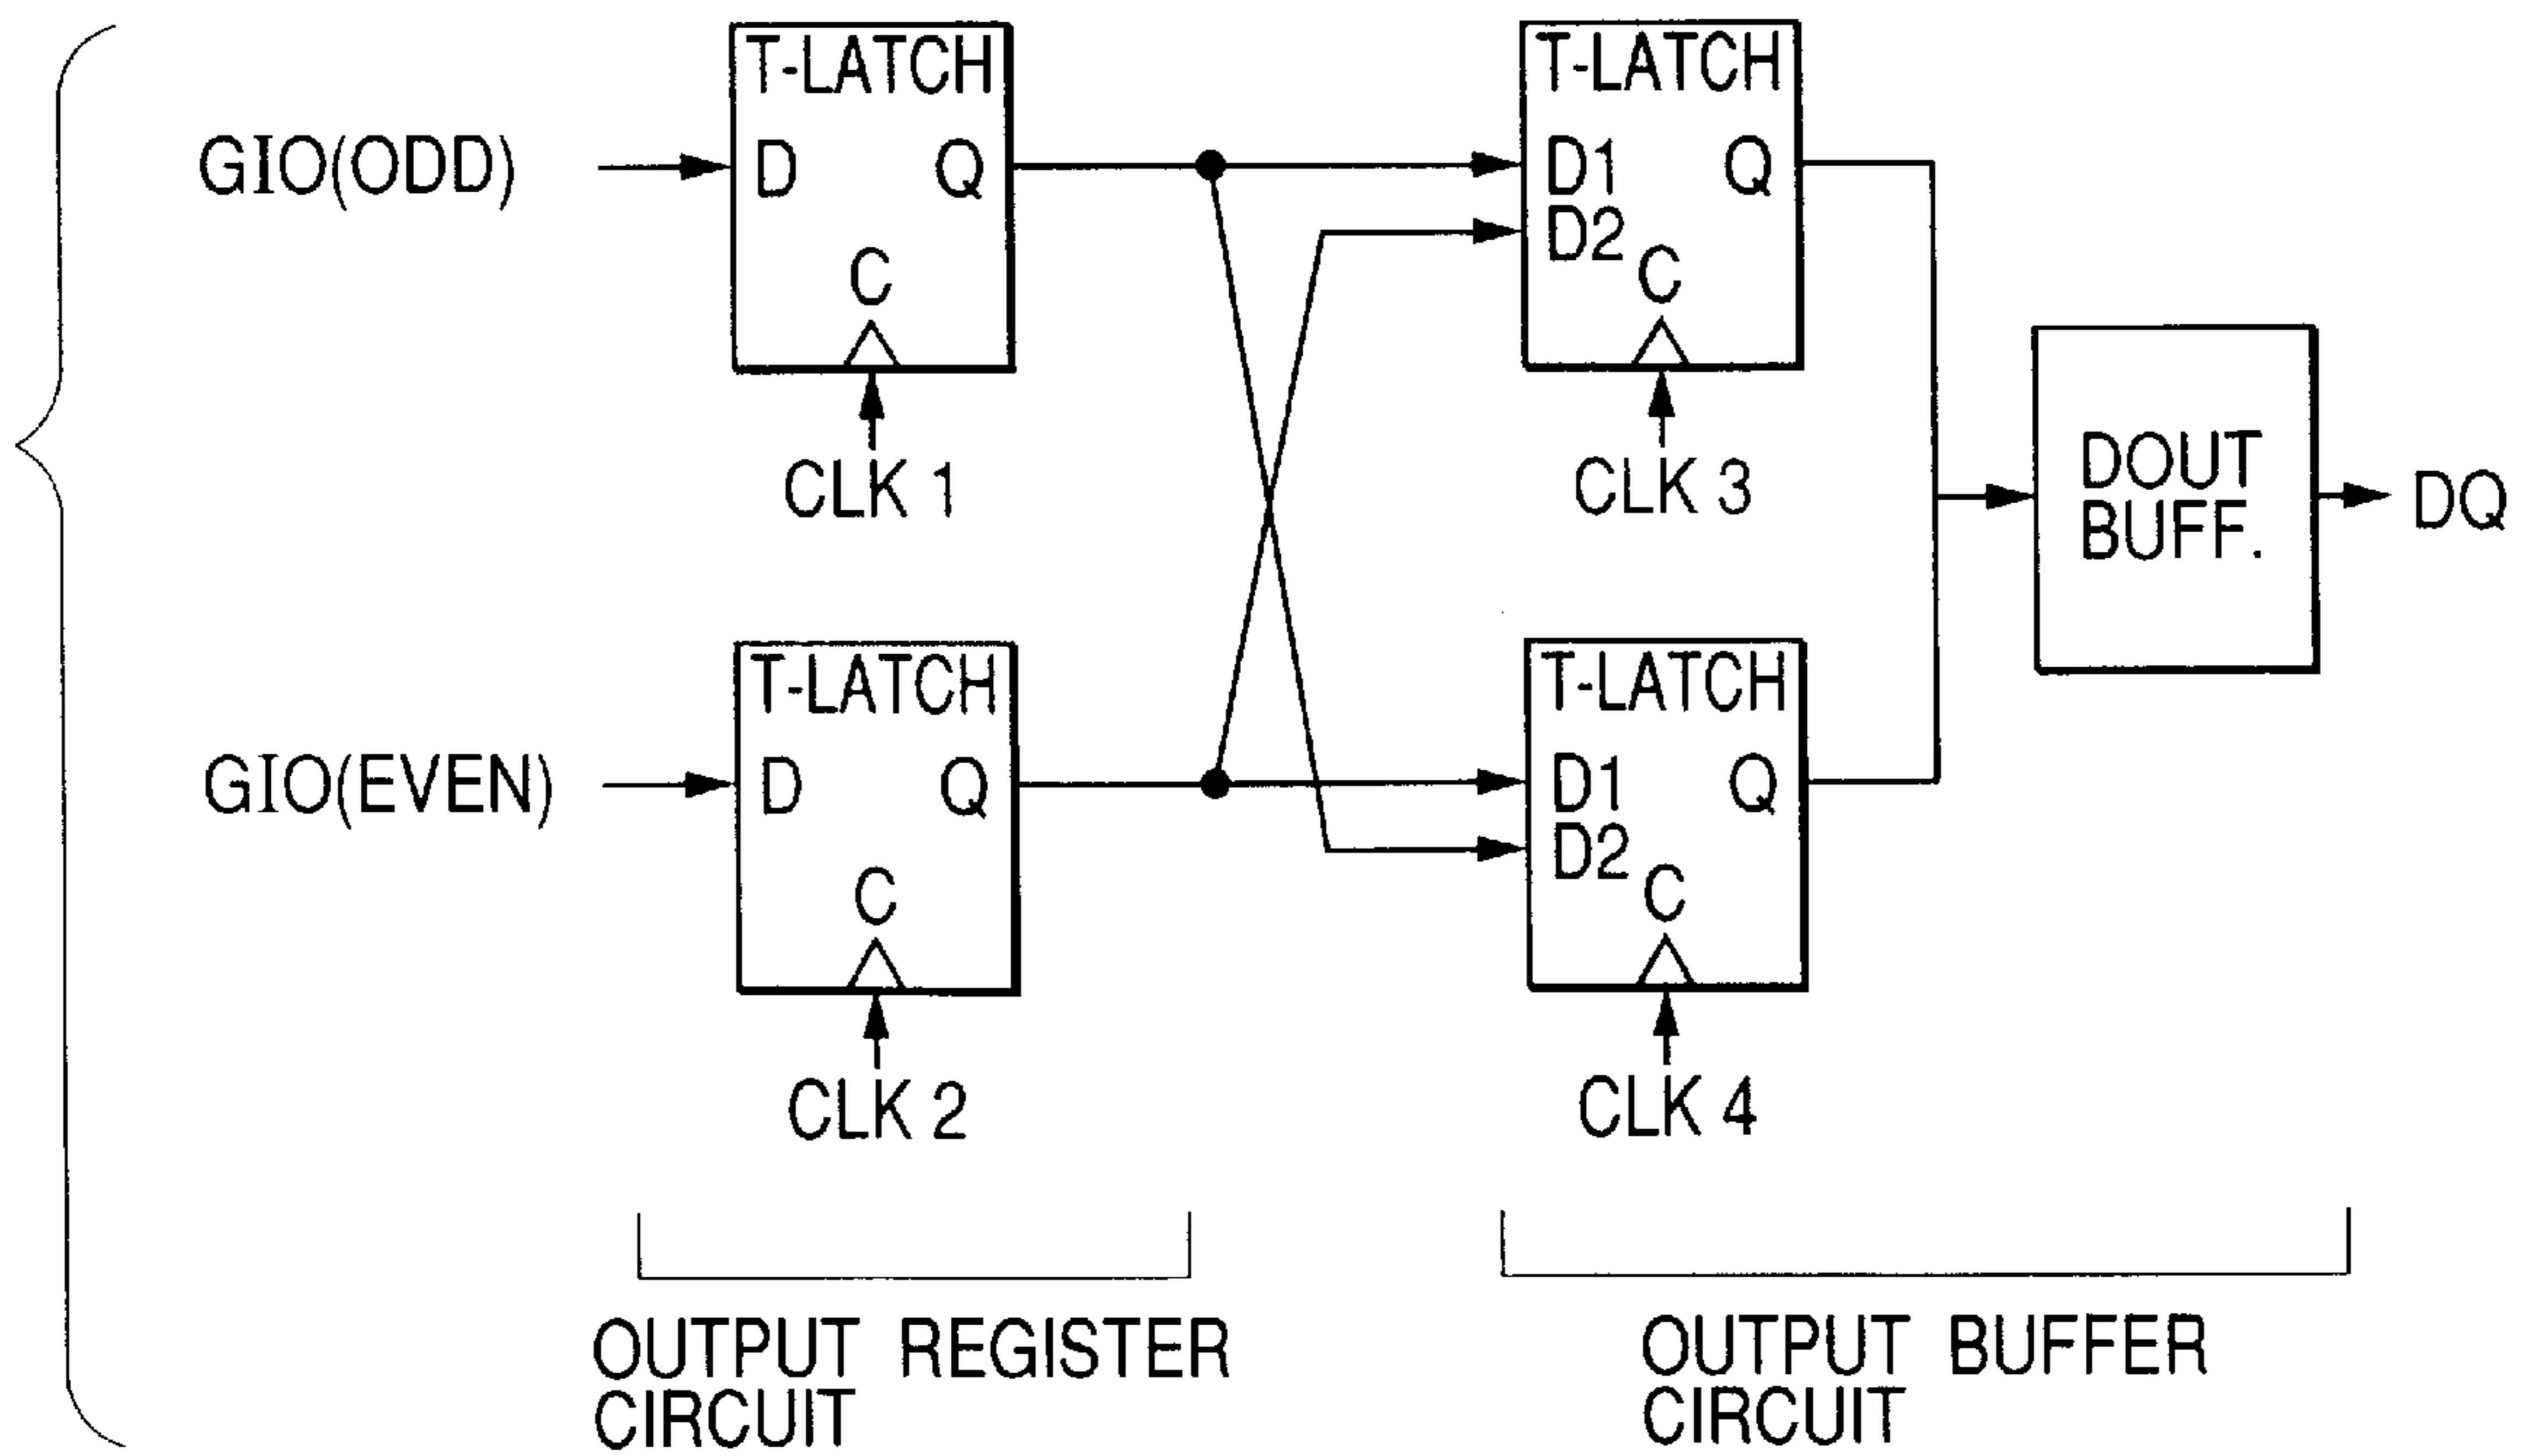 T-LATCH
GIO(ODD)
D
Q
C
CLK 1
T-LATCH
D1
D2
Q
C
CLK 3
DOUT
BUFF.
DQ
T-LATCH
GIO(EVEN)
D
Q
C
CLK 2
T-LATCH
D1
D2
Q
C
CLK 4
OUTPUT REGISTER
CIRCUIT
OUTPUT BUFFER
CIRCUIT